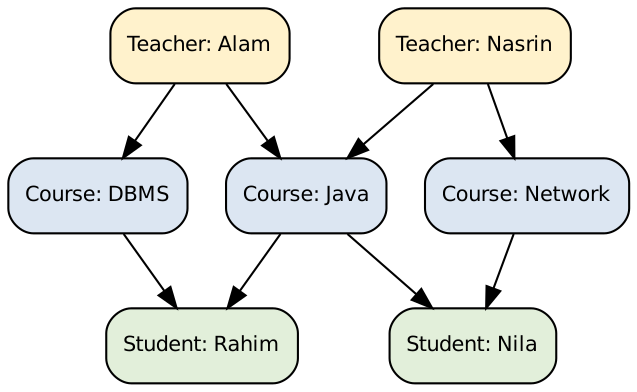 Teacher: Alam
Teacher: Nasrin
Course: DBMS
Course: Java
Course: Network
Student: Rahim
Student: Nila